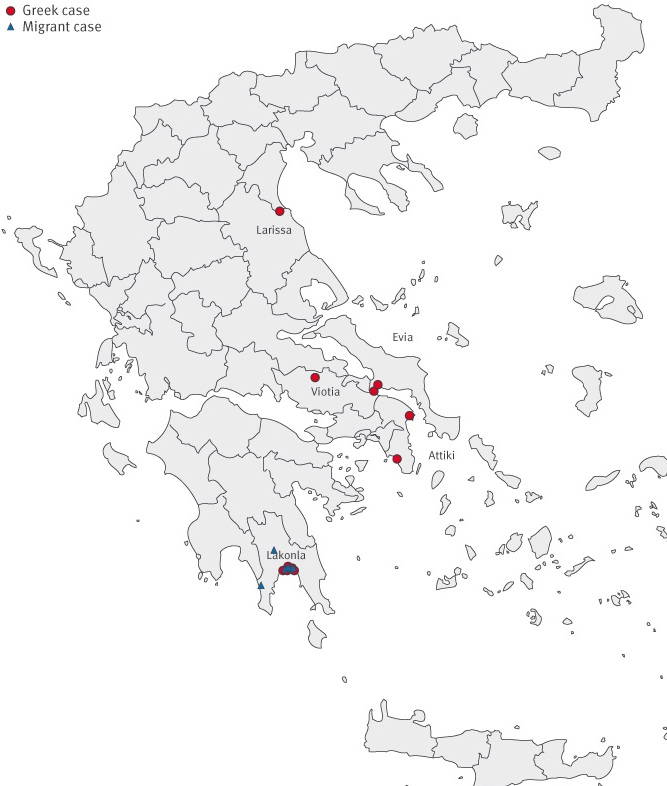 Greek case
Migrant case
Larissa
Evia
Viotia
Attiki
Lakonia